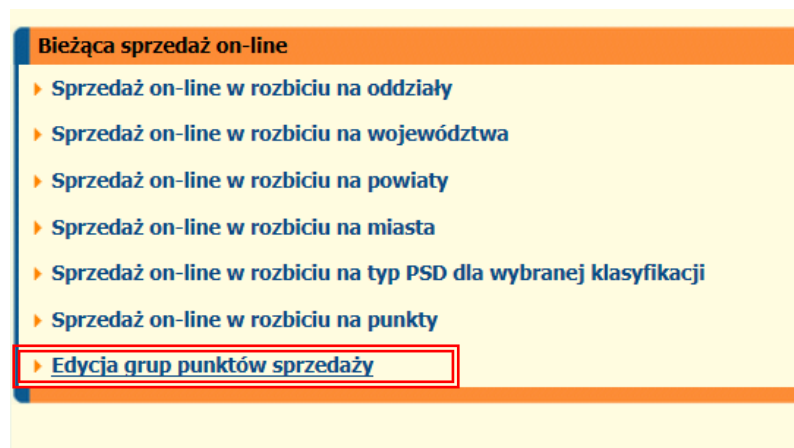 Bieżąca sprzedaż on-line
Sprzedaż on-line w rozbiciu na oddziały
Sprzedaż on-line w rozbiciu na województwa
Sprzedaż on-line w rozbiciu na powiaty
Sprzedaż on-line w rozbiciu na miasta
Sprzedaż on-line w rozbiciu na typ PSD dla wybranej klasyfikacji
Sprzedaż on-line w rozbiciu na punkty
Edycja grup punktów sprzedaży